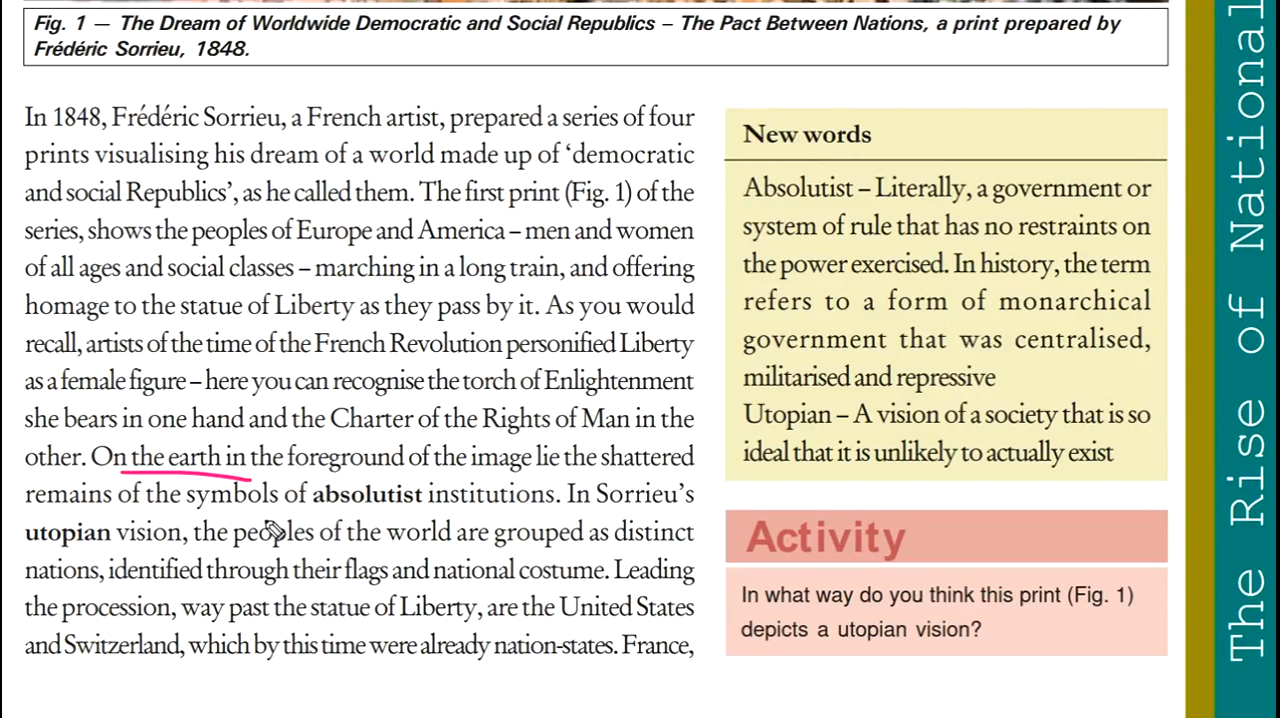 Fig. 1 — The Dream of Worldwide Democratic and Social Republics – The Pact Between Nations, a print prepared by
Frédéric Sorrieu, 1848.
In 1848, Frédéric Sorrieu, a French artist, prepared a series of four
prints visualising his dream of a world made up of ‘democratic
and social Republics’, as he called them. The first print (Fig. 1) of the
series, shows the peoples of Europe and America – men and women
of all ages and social classes – marching in a long train, and offering
homage to the statue of Liberty as they pass by it. As you would
recall, artists of the time of the French Revolution personified Liberty
as a female figure – here you can recognise the torch of Enlightenment
she bears in one hand and the Charter of the Rights of Man in the
other. On the earth in the foreground of the image lie the shattered
remains of the symbols of absolutist institutions. In Sorrieu’s
utopian vision, the peoples of the world are grouped as distinct
nations, identified through their flags and national costume. Leading
the procession, way past the statue of Liberty, are the United States
and Switzerland, which by this time were already nation-states. France,
New words
Absolutist – Literally, a government or
system of rule that has no restraints on
the power exercised. In history, the term
refers to a form of monarchical
government that was centralised,
militarised and repressive
Utopian – A vision of a society that is so
ideal that it is unlikely to actually exist
Activity
In what way do you think this print (Fig. 1)
depicts a utopian vision?
The Rise of National